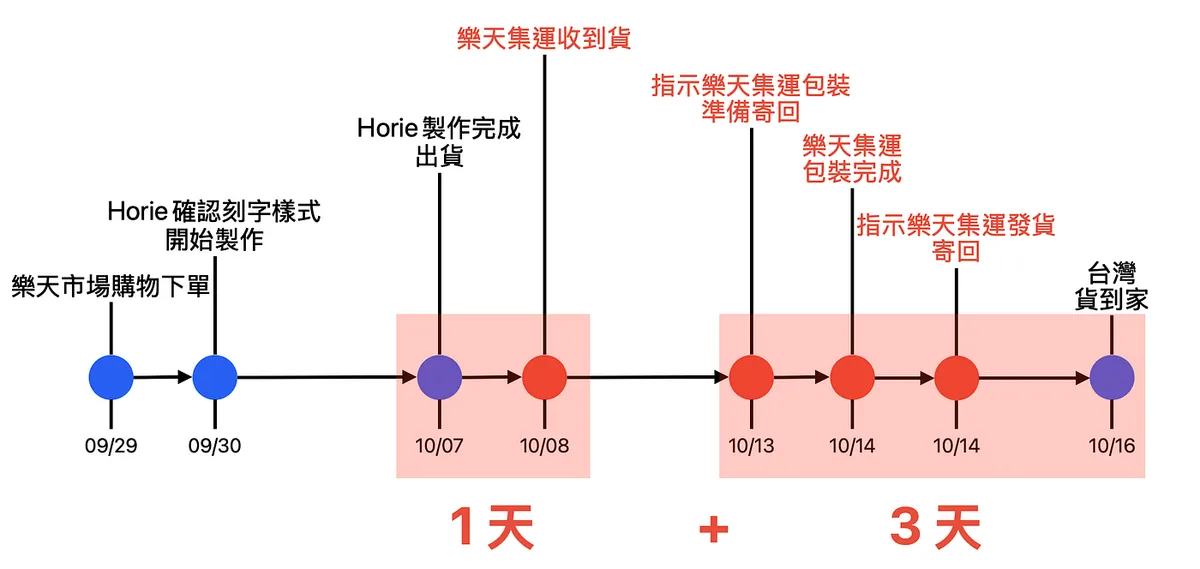 樂天集運收到貨
指示樂天集運包裝
準備寄回
Horie 製作完成
出貨
樂天集運
包裝完成
Horie 確認刻字樣式
開始製作
指示樂天集運發貨
寄回
樂天市場購物下單
台灣
貨到家
09/29
09/30
10/07
10/08
10/13
10/14
10/14
10/16
1 天
+
3 天